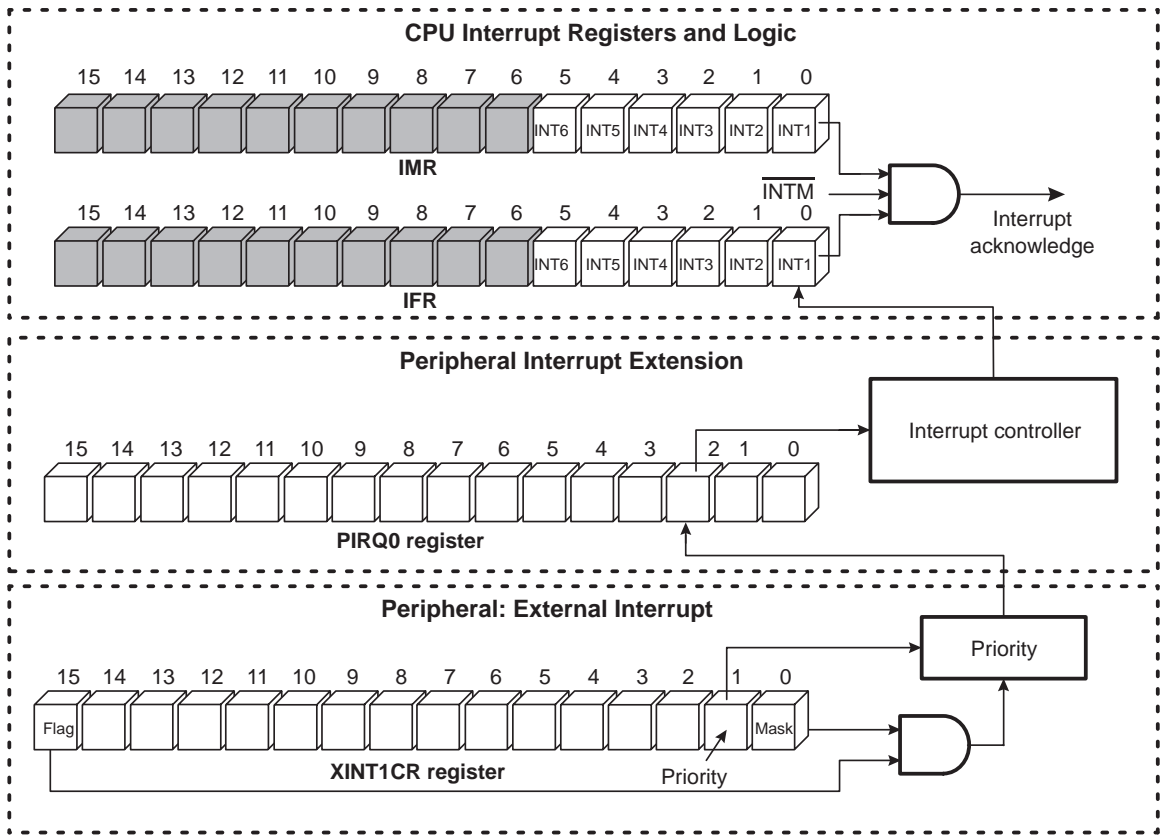 CPU Interrupt Registers and Logic
15 14 13 12 11 10 9 8 7 6 5 4 3 2 1 0
INT6 INT5 INT4 INT3 INT2 INT1
IMR
INTM
15 14 13 12 11 10 9 8 7 6 5 4 3 2 1 0
INT6 INT5 INT4 INT3 INT2 INT1
IFR
Interrupt
acknowledge
Peripheral Interrupt Extension
Interrupt controller
15 14 13 12 11 10 9 8 7 6 5 4 3 2 1 0
PIRQ0 register
Peripheral: External Interrupt
Priority
15 14 13 12 11 10 9 8 7 6 5 4 3 2 1 0
Flag Mask
XINT1CR register
Priority